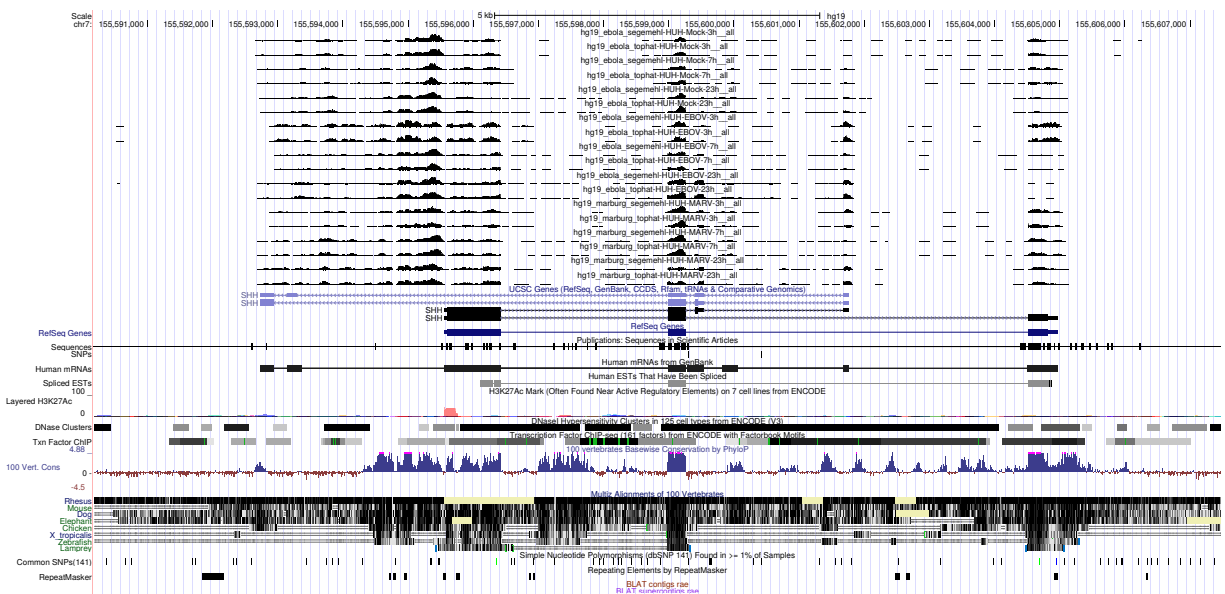 Scale 5 kb hg19
chr7: 155,591,000 155,592,000 155,593,000 155,594,000 155,595,000 155,596,000 155,597,000 155,598,000 155,599,000 155,600,000 155,601,000 155,602,000 155,603,000 155,604,000 155,605,000 155,606,000 155,607,000
hg19_ebola_segemehl-HUH-Mock-3h__all
hg19_ebola_tophat-HUH-Mock-3h__all
hg19_ebola_segemehl-HUH-Mock-7h__all
hg19_ebola_tophat-HUH-Mock-7h__all
hg19_ebola_segemehl-HUH-Mock-23h__all
hg19_ebola_tophat-HUH-Mock-23h__all
hg19_ebola_segemehl-HUH-EBOV-3h__all
hg19_ebola_tophat-HUH-EBOV-3h__all
hg19_ebola_segemehl-HUH-EBOV-7h__all
hg19_ebola_tophat-HUH-EBOV-7h__all
hg19_ebola_segemehl-HUH-EBOV-23h__all
hg19_ebola_tophat-HUH-EBOV-23h__all
hg19_marburg_segemehl-HUH-MARV-3h__all
hg19_marburg_tophat-HUH-MARV-3h__all
hg19_marburg_segemehl-HUH-MARV-7h__all
hg19_marburg_tophat-HUH-MARV-7h__all
hg19_marburg_segemehl-HUH-MARV-23h__all
hg19_marburg_tophat-HUH-MARV-23h__all
UCSC Genes (RefSeq, GenBank, CCDS, Rfam, tRNAs & Comparative Genomics)
SHH
SHH
SHH
SHH
RefSeq Genes
RefSeq Genes
Publications: Sequences in Scientific Articles
Sequences
SNPs
Human mRNAs from GenBank
Human mRNAs
Human ESTs That Have Been Spliced
Spliced ESTs
H3K27Ac Mark (Often Found Near Active Regulatory Elements) on 7 cell lines from ENCODE
100
Layered H3K27Ac
0
DNaseI Hypersensitivity Clusters in 125 cell types from ENCODE (V3)
DNase Clusters
Transcription Factor ChIP-seq (161 factors) from ENCODE with Factorbook Motifs
Txn Factor ChIP
100 vertebrates Basewise Conservation by PhyloP
4.88
100 Vert. Cons
0
-4.5
Multiz Alignments of 100 Vertebrates
Rhesus
Mouse
Dog
Elephant
Chicken
X_tropicalis
Zebrafish
Lamprey
Simple Nucleotide Polymorphisms (dbSNP 141) Found in >= 1% of Samples
Common SNPs(141)
Repeating Elements by RepeatMasker
RepeatMasker
BLAT contigs rae
BLAT supercontigs rae